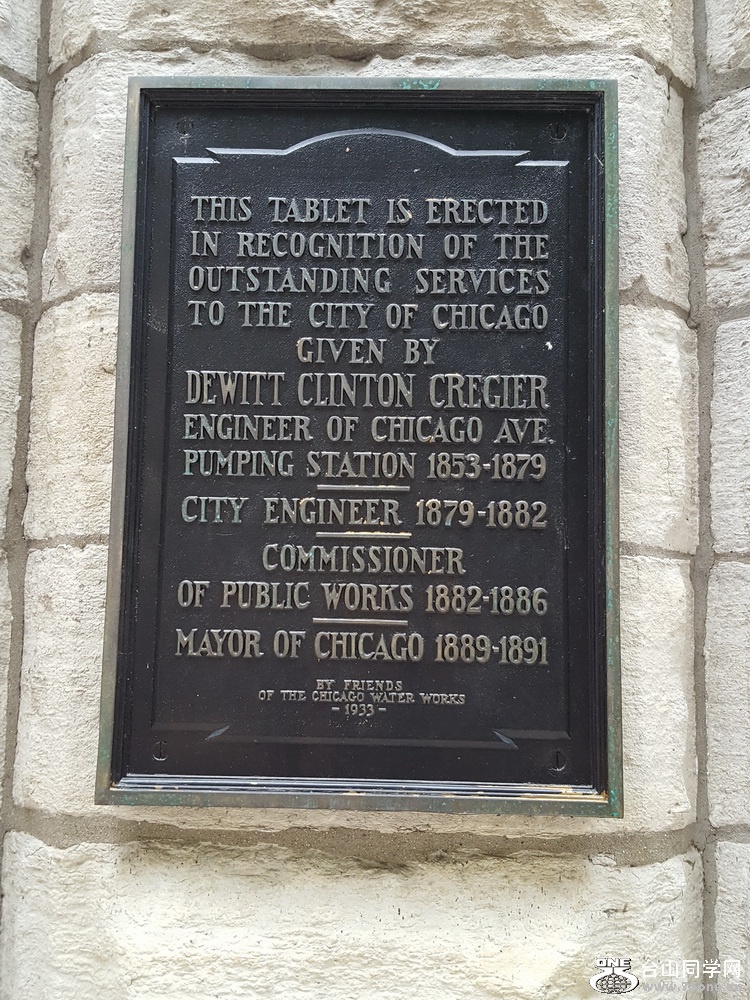 THIS TABLET IS ERECTED
IN RECOGNITION OF THE
OUTSTANDING SERVICES
TO THE CITY OF CHICAGO
GIVEN BY
DEWITT CLINTON CREGIER
ENGINEER OF CHICAGO AVE.
PUMPING STATION 1853-1879
CITY ENGINEER 1879-1882
COMMISSIONER
OF PUBLIC WORKS 1882-1886
MAYOR OF CHICAGO 1889-1891
BY FRIENDS
OF THE CHICAGO WATER WORKS
- 1933 -
ONE
台山同学网